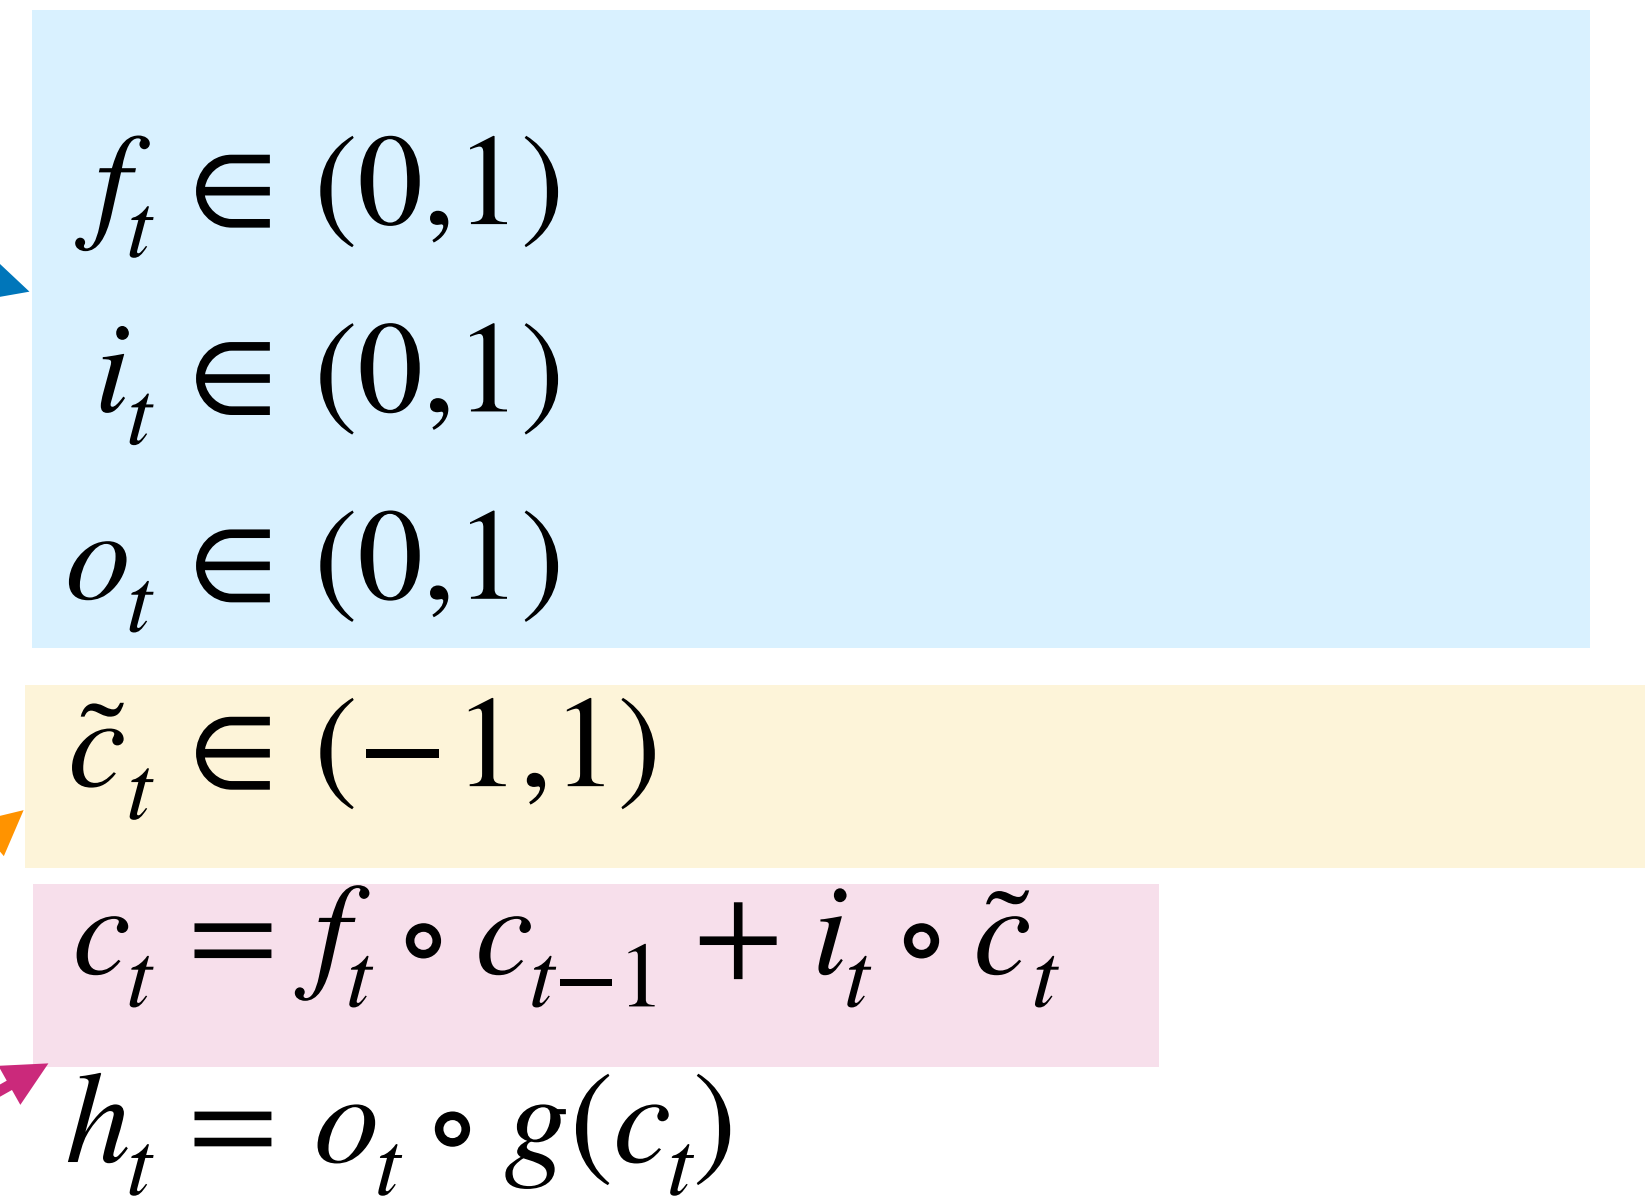 f_t ∈ (0,1)
i_t ∈ (0,1)
o_t ∈ (0,1)
c̃_t ∈ (−1,1)
c_t = f_t ∘ c_{t−1} + i_t ∘ c̃_t
h_t = o_t ∘ g(c_t)